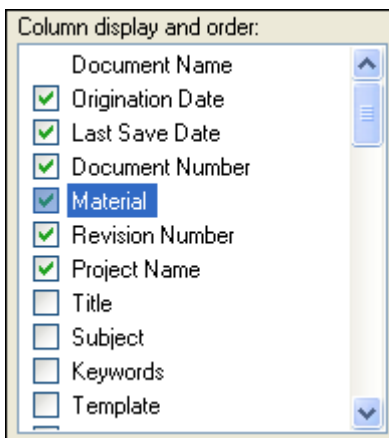 Column display and order:
Document Name
Origination Date
Last Save Date
Document Number
Material
Revision Number
Project Name
Title
Subject
Keywords
Template